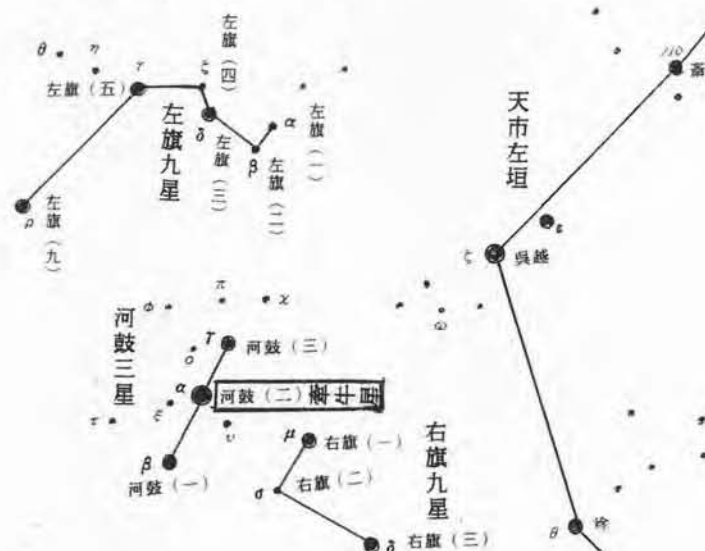 θ
η
γ
左旗（五）
ξ
左旗（四）
左旗九星
δ
左旗（三）
β
左旗（二）
α
左旗（一）
ρ
左旗（九）
天市左垣
110
ε
ζ
吳越
φ
π
χ
ω
河鼓三星
γ
河鼓（三）
ο
α
河鼓（二）牽牛星
ξ
τ
υ
β
河鼓（一）
μ
右旗（一）
右旗九星
σ
右旗（二）
δ
右旗（三）
θ